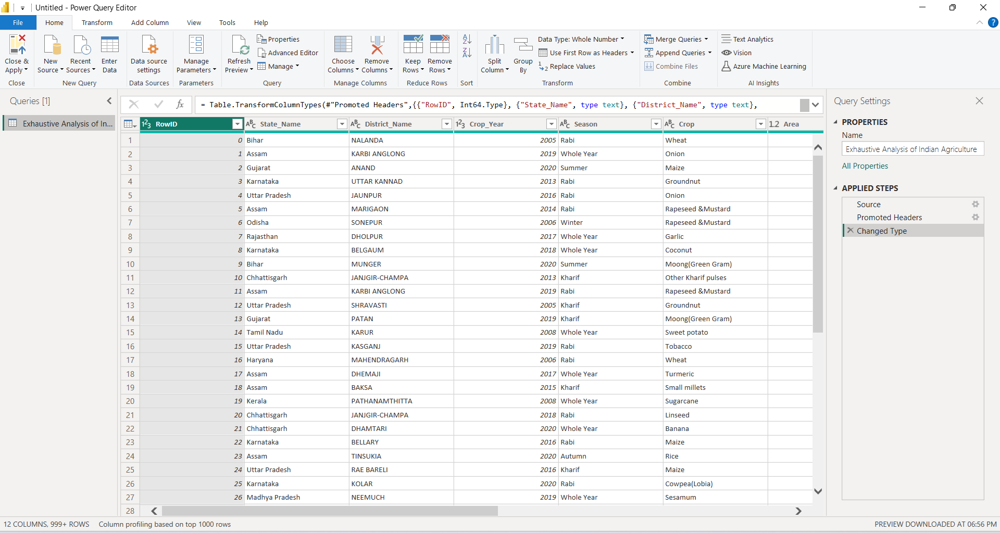 Untitled - Power Query Editor
File Home Transform Add Column View Tools Help
Close & Apply
Close
New Source
Recent Sources
Enter Data
New Query
Data source settings
Data Sources
Manage Parameters
Parameters
Refresh Preview
Properties
Advanced Editor
Manage
Query
Choose Columns
Remove Columns
Manage Columns
Keep Rows
Remove Rows
Reduce Rows
Sort
Split Column
Group By
Data Type: Whole Number
Use First Row as Headers
Replace Values
Transform
Merge Queries
Append Queries
Combine Files
Combine
Text Analytics
Vision
Azure Machine Learning
AI Insights
Queries [1]
Exhaustive Analysis of In...
fx = Table.TransformColumnTypes(#"Promoted Headers",{{"RowID", Int64.Type}, {"State_Name", type text}, {"District_Name", type text},
123 RowID ABC State_Name ABC District_Name 123 Crop_Year ABC Season ABC Crop 1.2 Area
1 0 Bihar NALANDA 2005 Rabi Wheat
2 1 Assam KARBI ANGLONG 2019 Whole Year Onion
3 2 Gujarat ANAND 2020 Summer Maize
4 3 Karnataka UTTAR KANNAD 2013 Rabi Groundnut
5 4 Uttar Pradesh JAUNPUR 2016 Rabi Onion
6 5 Assam MARIGAON 2014 Rabi Rapeseed &Mustard
7 6 Odisha SONEPUR 2006 Winter Rapeseed &Mustard
8 7 Rajasthan DHOLPUR 2017 Whole Year Garlic
9 8 Karnataka BELGAUM 2018 Whole Year Coconut
10 9 Bihar MUNGER 2020 Summer Moong(Green Gram)
11 10 Chhattisgarh JANJGIR-CHAMPA 2013 Kharif Other Kharif pulses
12 11 Assam KARBI ANGLONG 2019 Rabi Rapeseed &Mustard
13 12 Uttar Pradesh SHRAVASTI 2005 Kharif Groundnut
14 13 Gujarat PATAN 2019 Kharif Moong(Green Gram)
15 14 Tamil Nadu KARUR 2008 Whole Year Sweet potato
16 15 Uttar Pradesh KASGANJ 2019 Rabi Tobacco
17 16 Haryana MAHENDRAGARH 2006 Rabi Wheat
18 17 Assam DHEMAJI 2017 Whole Year Turmeric
19 18 Assam BAKSA 2015 Kharif Small millets
20 19 Kerala PATHANAMTHITTA 2008 Whole Year Sugarcane
21 20 Chhattisgarh JANJGIR-CHAMPA 2018 Rabi Linseed
22 21 Chhattisgarh DHAMTARI 2020 Whole Year Banana
23 22 Karnataka BELLARY 2016 Rabi Maize
24 23 Assam TINSUKIA 2020 Autumn Rice
25 24 Uttar Pradesh RAE BARELI 2016 Kharif Maize
26 25 Karnataka KOLAR 2020 Rabi Cowpea(Lobia)
27 26 Madhya Pradesh NEEMUCH 2019 Whole Year Sesamum
28
Query Settings
PROPERTIES
Name
Exhaustive Analysis of Indian Agriculture
All Properties
APPLIED STEPS
Source
Promoted Headers
Changed Type
12 COLUMNS, 999+ ROWS Column profiling based on top 1000 rows PREVIEW DOWNLOADED AT 06:56 PM